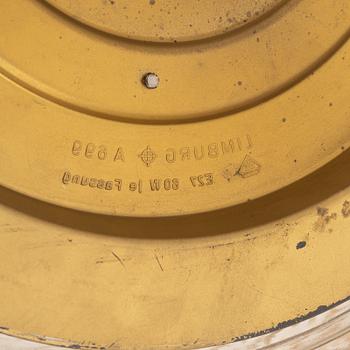 LIMBURG A 699
E27 60W je Fassung